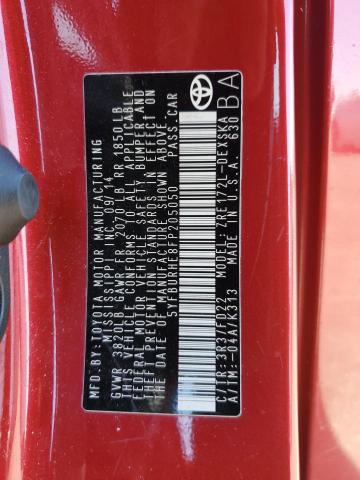 MFD.BY:TOYOTA MOTOR MANUFACTURING
MISSISSIPPI, INC. 09/14
GVWR 3820LB GAWR FR 2070 LB RR 1850LB
THIS VEHICLE CONFORMS TO ALL APPLICABLE
FEDERAL MOTOR VEHICLE SAFETY BUMPER AND
THEFT PREVENTION STANDARDS IN EFFECT ON
THE DATE OF MANUFACTURE SHOWN ABOVE.
5YFBURHE8FP205050 PASS.CAR
C/TR:3R3/FD22 MODEL: ZRE172L-DEXSKA
A/TM:-04A/K313 MADE IN U.S.A. 630
BA